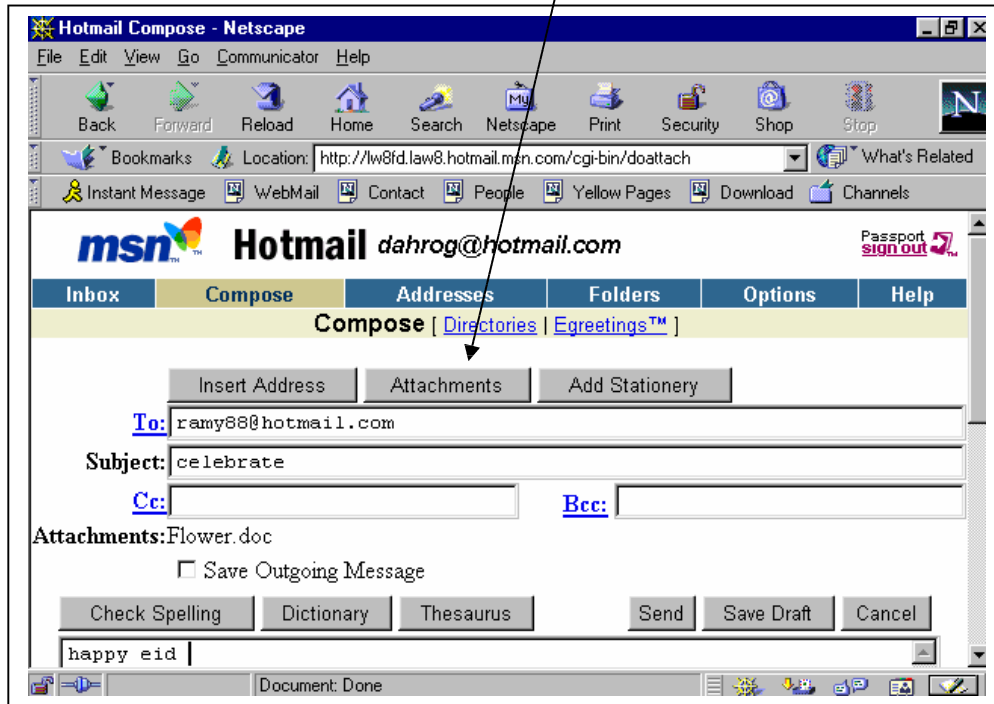 Hotmail Compose - Netscape
File Edit View Go Communicator Help
Back Forward Reload Home Search Netscape Print Security Shop Stop
My
N
Bookmarks Location: http://lw8fd.law8.hotmail.msn.com/cgi-bin/doattach What's Related
Instant Message WebMail Contact People Yellow Pages Download Channels
msn™ Hotmail dahrog@hotmail.com Passport
sign out™
Inbox Compose Addresses Folders Options Help
Compose [ Directories | Egreetings™ ]
Insert Address Attachments Add Stationery
To: ramy88@hotmail.com
Subject: celebrate
Cc: Bcc:
Attachments:Flower.doc
Save Outgoing Message
Check Spelling Dictionary Thesaurus Send Save Draft Cancel
happy eid
Document: Done